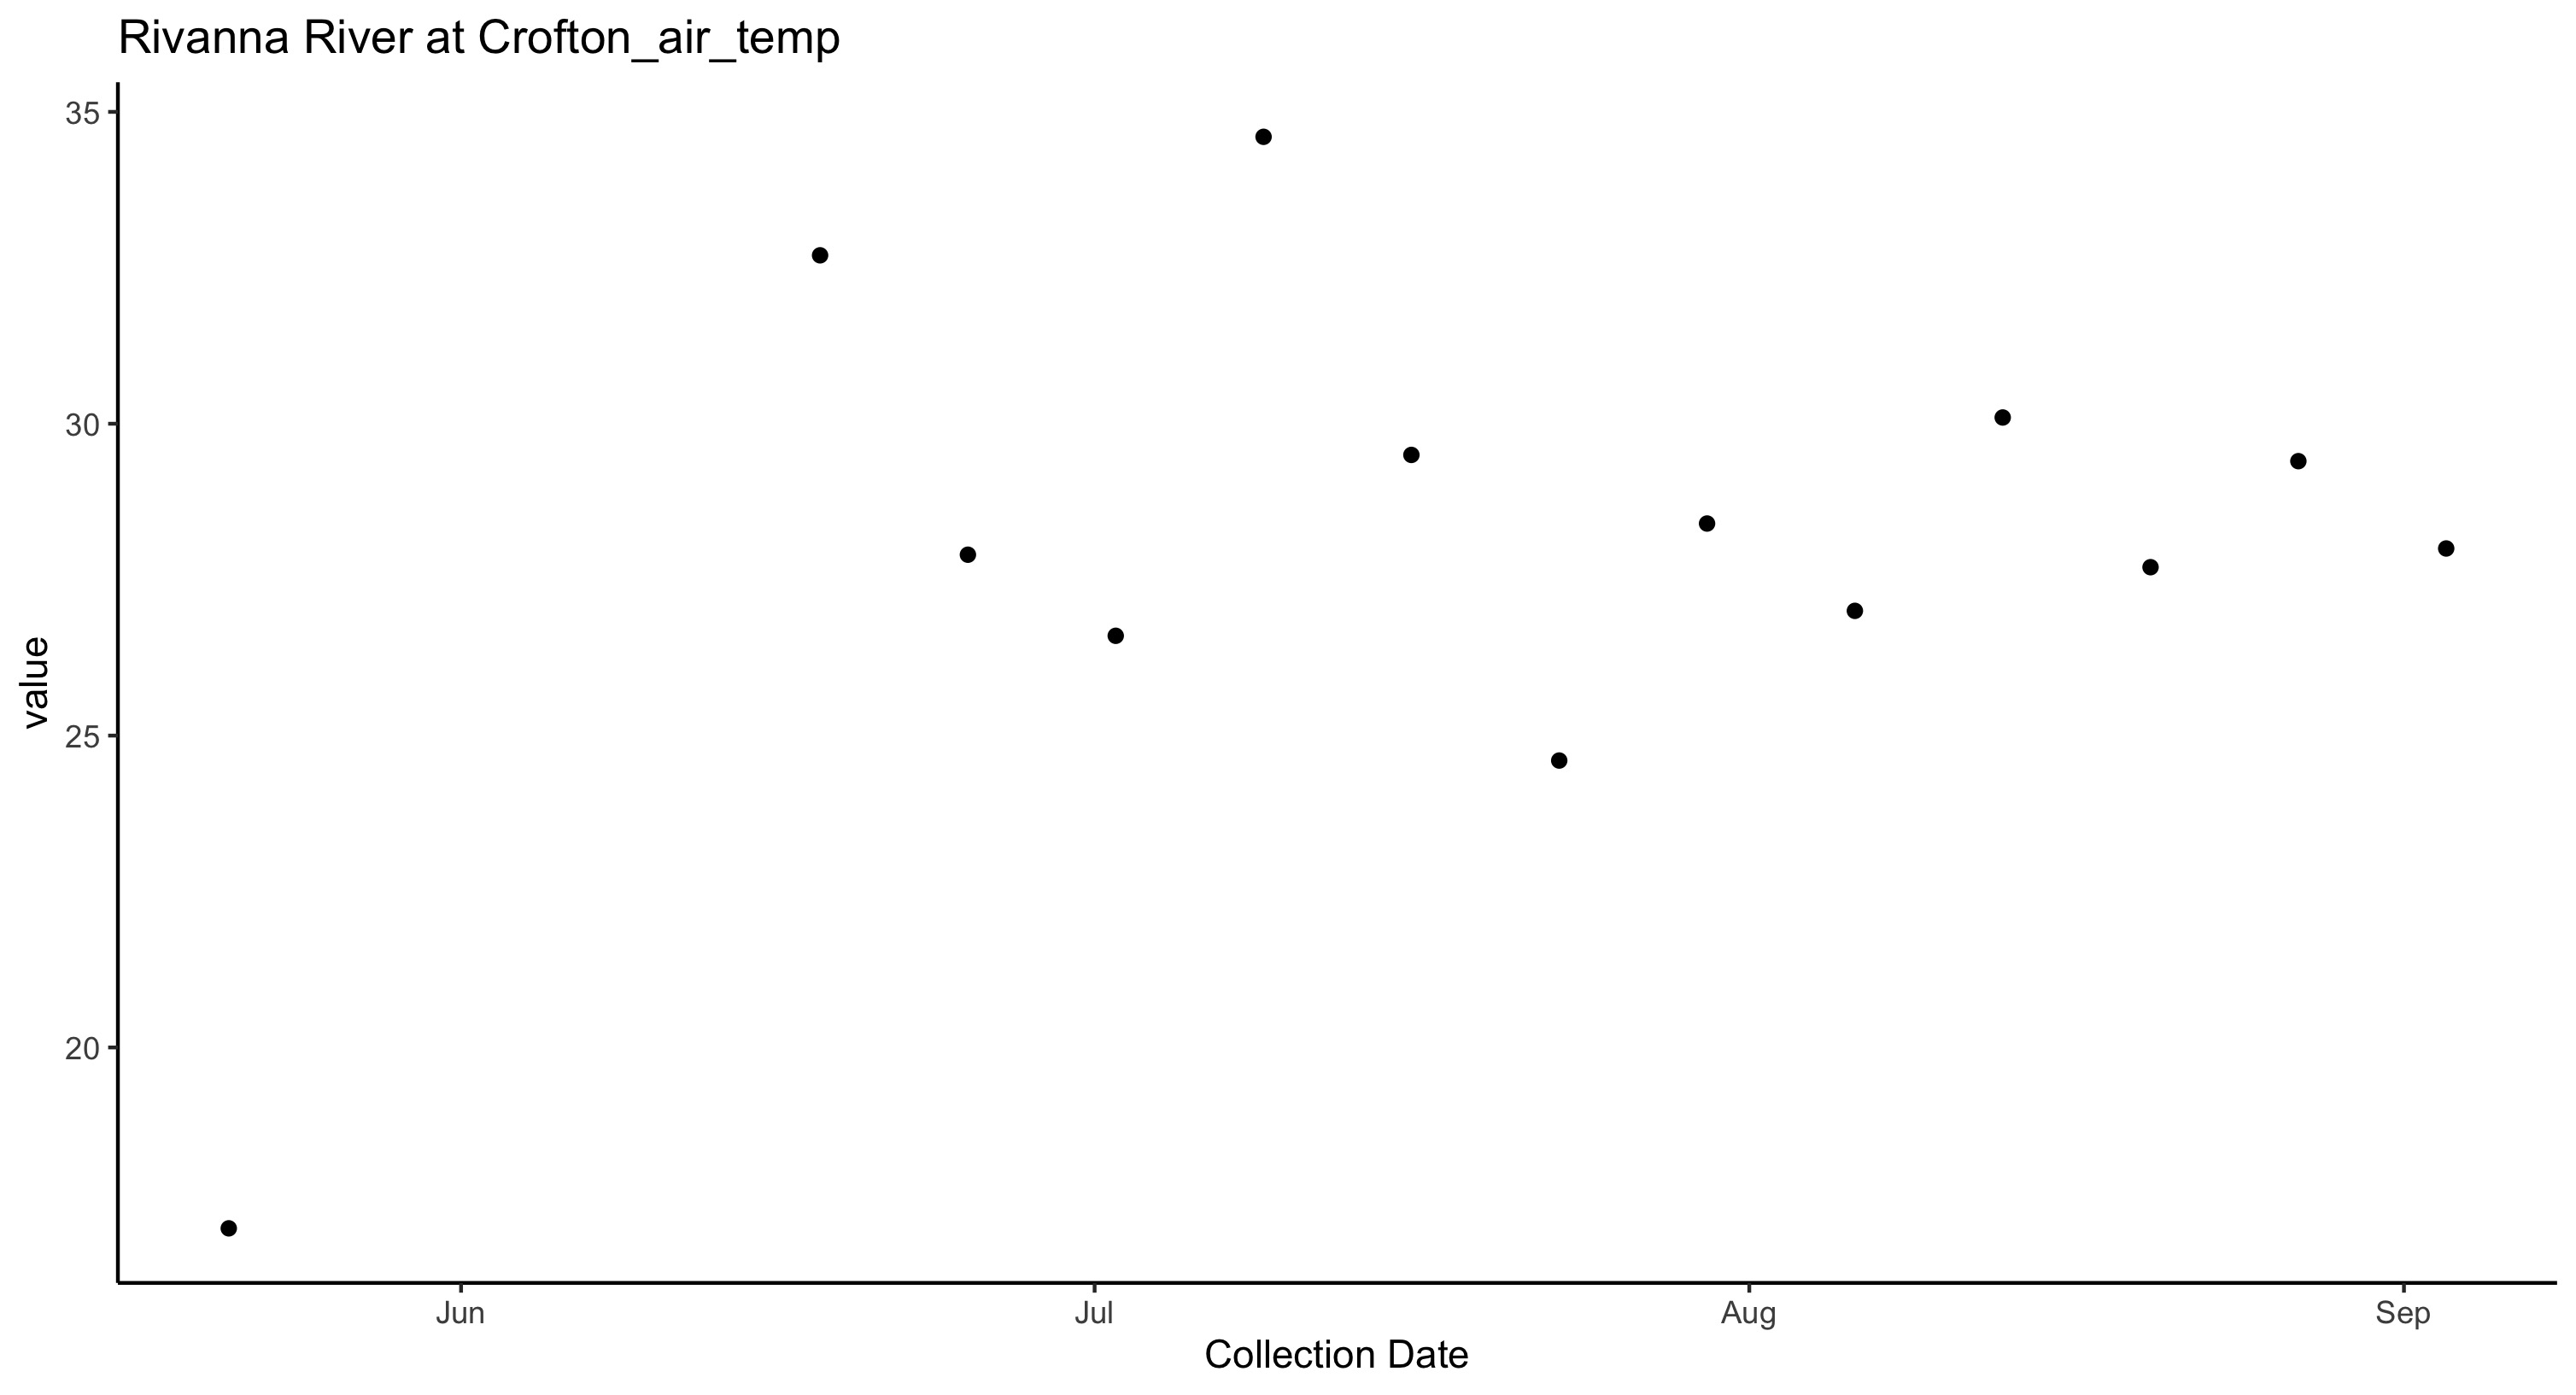 Rivanna River at Crofton_air_temp
35
30
25
20
value
Jun Jul Aug Sep
Collection Date